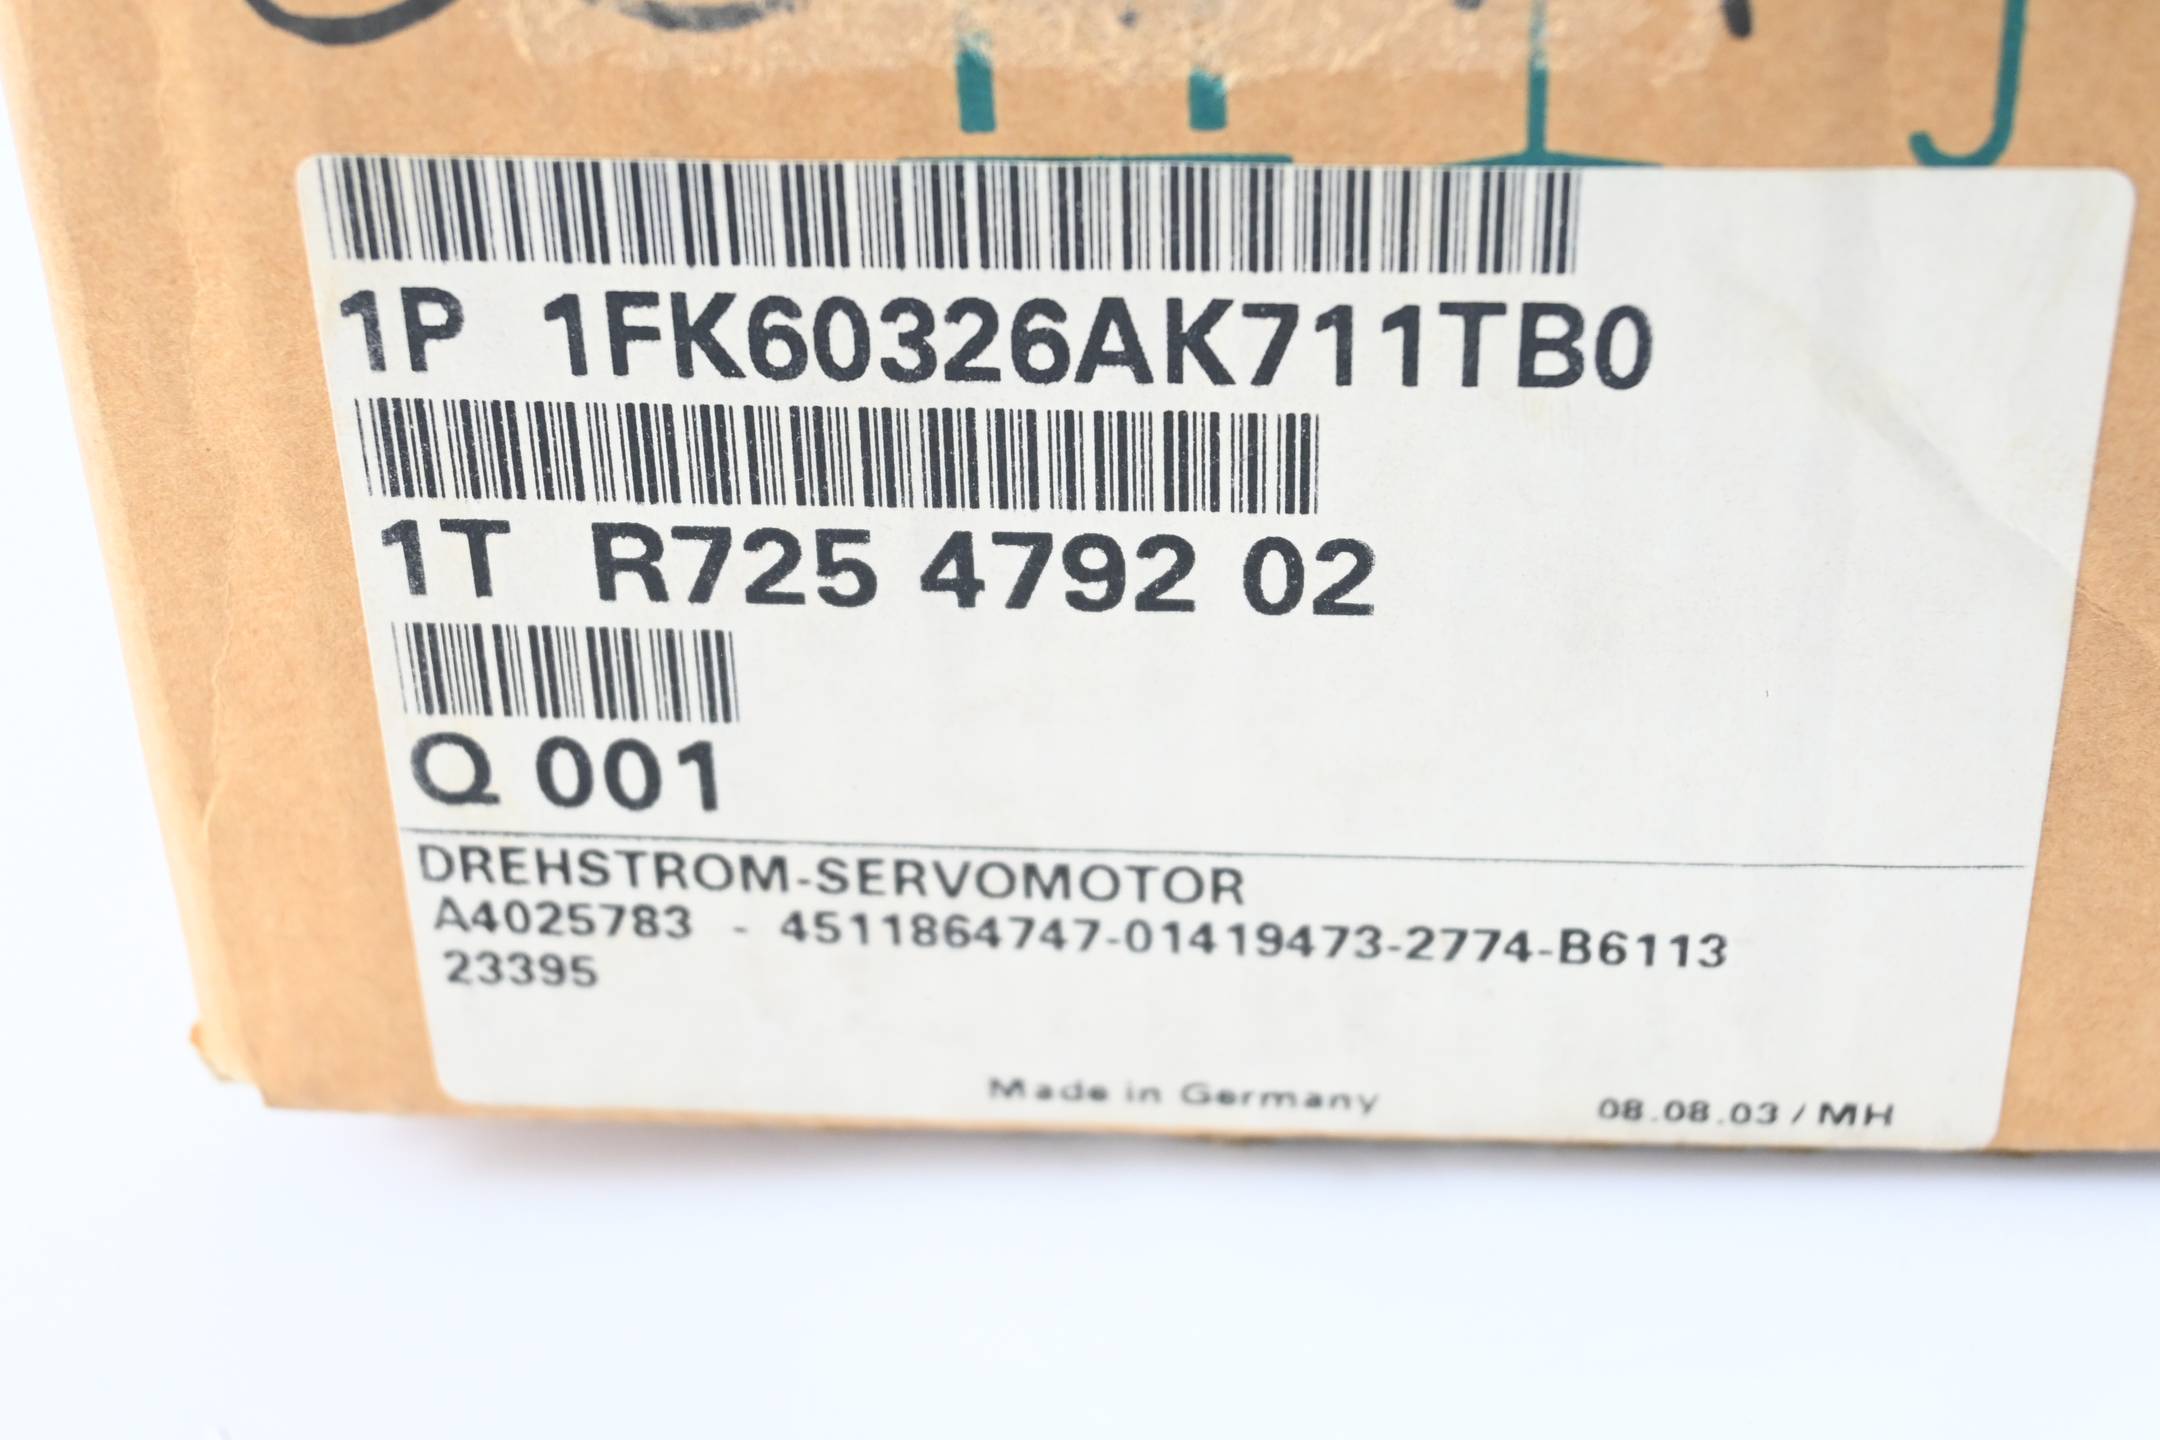 1P 1FK60326AK711TB0
1T R725 4792 02
Q 001
DREHSTROM-SERVOMOTOR
A4025783 - 4511864747-01419473-2774-B6113
23395
Made in Germany
08.08.03 / MH